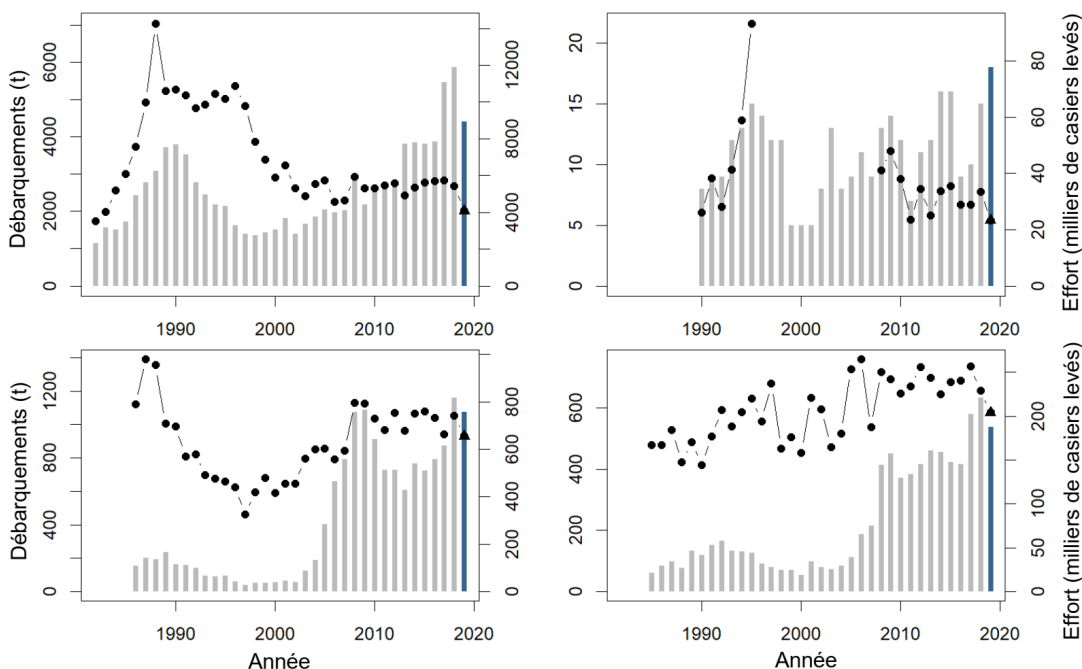 Débarquements (t)
0 2000 4000 6000
0 4000 8000 12000
1990 2000 2010 2020
0 5 10 15 20
0 20 40 60 80
Effort (milliers de casiers levés)
1990 2000 2010 2020
Débarquements (t)
0 300 600 900 1200
0 200 400 600 800
1990 2000 2010 2020
Année
0 200 400 600
0 50 100 200
Effort (milliers de casiers levés)
1990 2000 2010 2020
Année